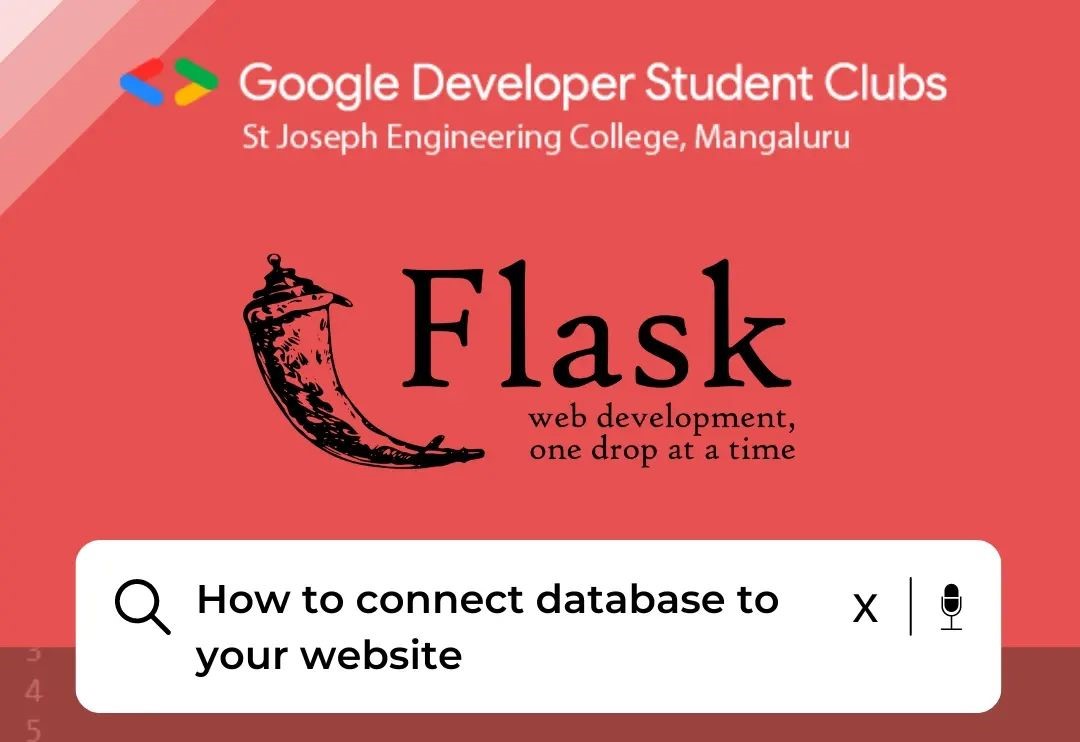 Google Developer Student Clubs
St Joseph Engineering College, Mangaluru
Flask
web development,
one drop at a time
How to connect database to
your website
X
3
4
5